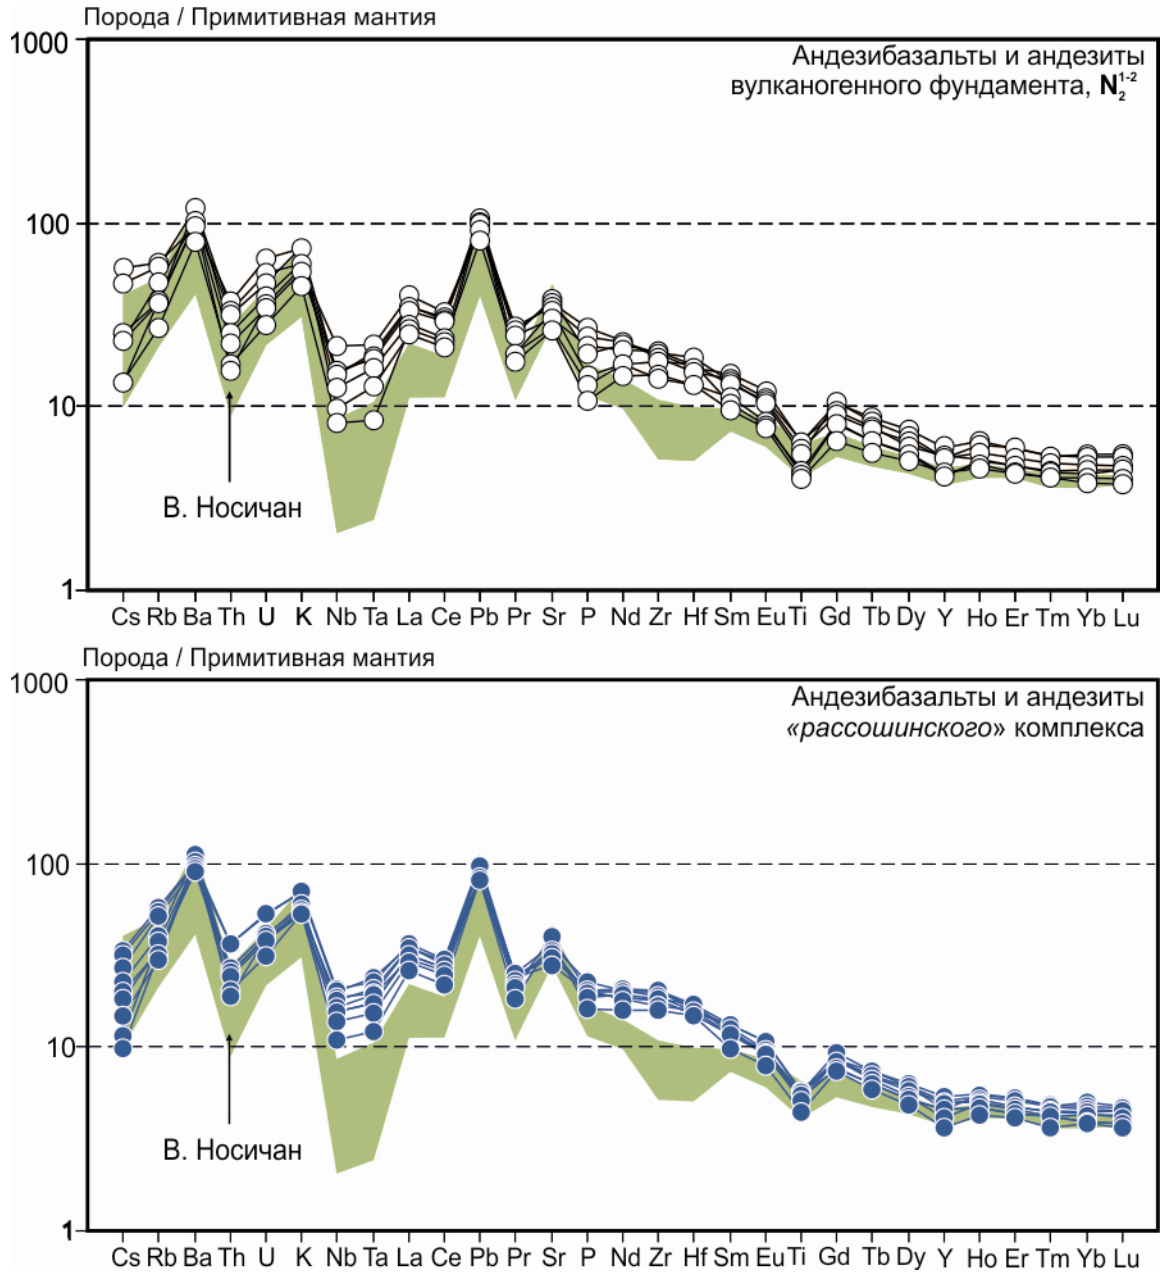 Порода / Примитивная мантия
1000
Андезибазальты и андезиты
вулканогенного фундамента, N₂¹⁻²
100
10
В. Носичан
1
Cs Rb Ba Th U K Nb Ta La Ce Pb Pr Sr P Nd Zr Hf Sm Eu Ti Gd Tb Dy Y Ho Er Tm Yb Lu
Порода / Примитивная мантия
1000
Андезибазальты и андезиты
«рассошинского» комплекса
100
10
В. Носичан
1
Cs Rb Ba Th U K Nb Ta La Ce Pb Pr Sr P Nd Zr Hf Sm Eu Ti Gd Tb Dy Y Ho Er Tm Yb Lu